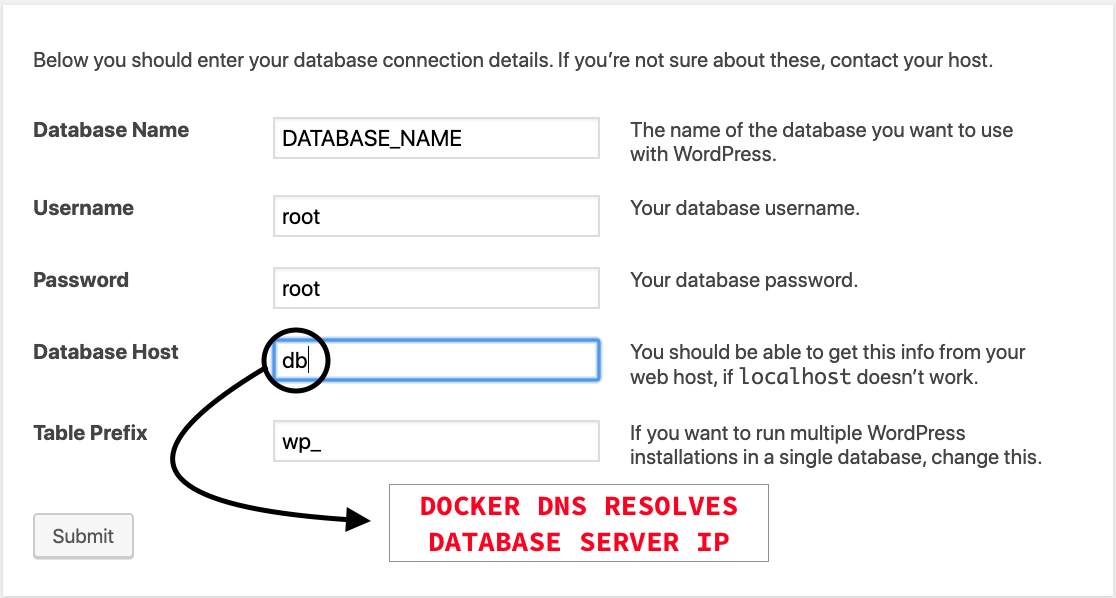 Below you should enter your database connection details. If you’re not sure about these, contact your host.
Database Name
DATABASE_NAME
The name of the database you want to use
with WordPress.
Username
root
Your database username.
Password
root
Your database password.
Database Host
db
You should be able to get this info from your
web host, if localhost doesn’t work.
Table Prefix
wp_
If you want to run multiple WordPress
installations in a single database, change this.
Submit
DOCKER DNS RESOLVES
DATABASE SERVER IP